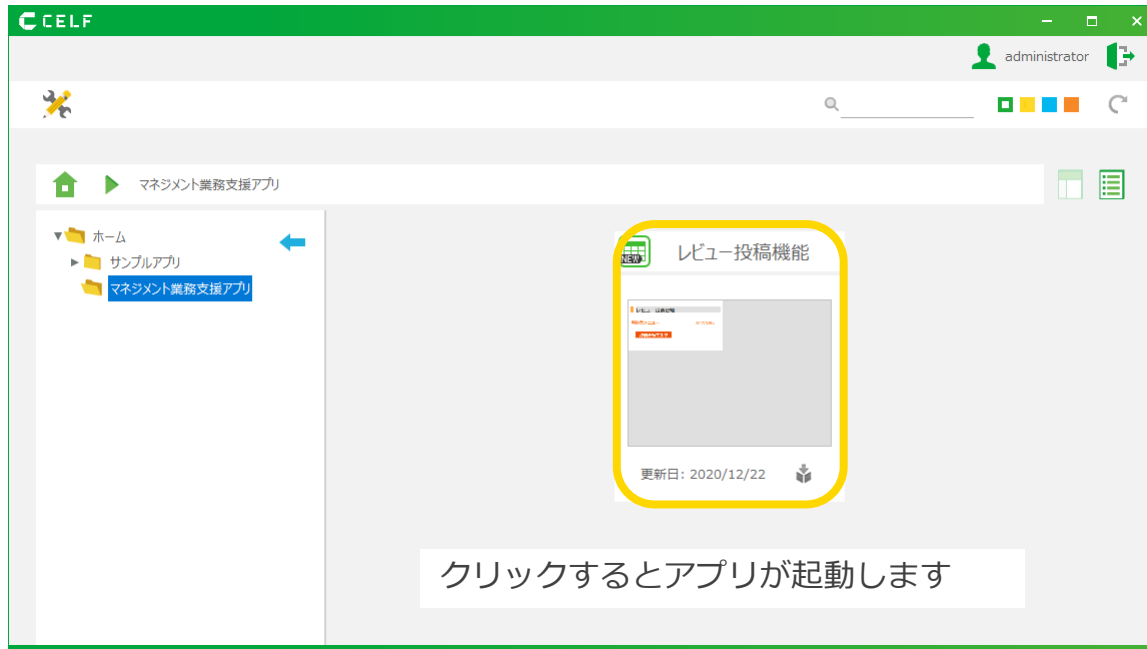 CELF
administrator
マネジメント業務支援アプリ
ホーム
サンプルアプリ
マネジメント業務支援アプリ
NEW
レビュー投稿機能
更新日: 2020/12/22
クリックするとアプリが起動します